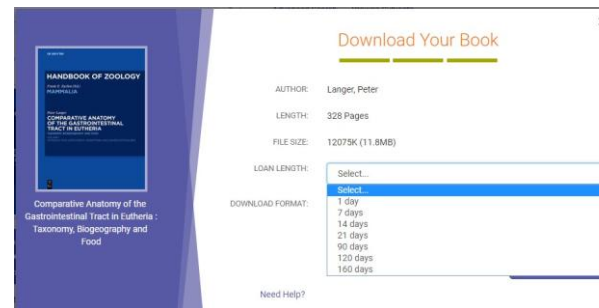 HANDBOOK OF ZOOLOGY
MAMMALIA
COMPARATIVE ANATOMY
OF THE GASTROINTESTINAL
TRACT IN EUTHERIA
Comparative Anatomy of the
Gastrointestinal Tract in Eutheria :
Taxonomy, Biogeography and
Food
Download Your Book
AUTHOR: Langer, Peter
LENGTH: 328 Pages
FILE SIZE: 12075K (11.8MB)
LOAN LENGTH: Select...
Select...
DOWNLOAD FORMAT:
1 day
7 days
14 days
21 days
90 days
120 days
160 days
Need Help?